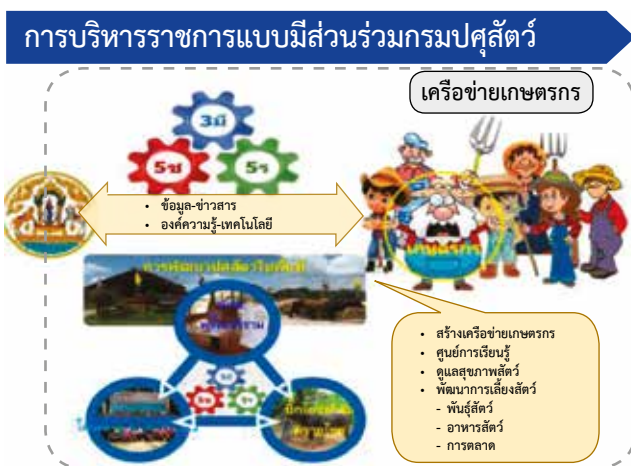 การบริหารราชการแบบมีส่วนร่วมกรมปศุสัตว์
เครือข่ายเกษตรกร
3มี
5ช
5ร
• ข้อมูล-ข่าวสาร
• องค์ความรู้-เทคโนโลยี
เกษตรกร
• สร้างเครือข่ายเกษตรกร
• ศูนย์การเรียนรู้
• ดูแลสุขภาพสัตว์
• พัฒนาการเลี้ยงสัตว์
- พันธุ์สัตว์
- อาหารสัตว์
- การตลาด